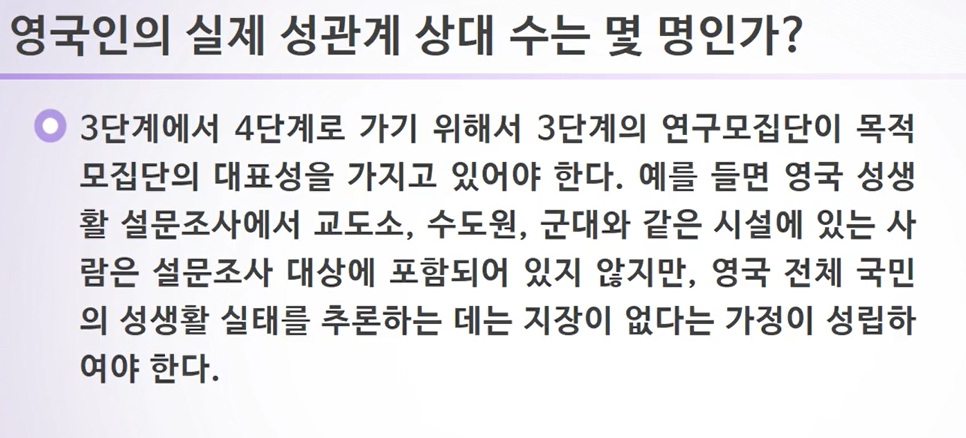 영국인의 실제 성관계 상대 수는 몇 명인가?
3단계에서 4단계로 가기 위해서 3단계의 연구모집단이 목적
모집단의 대표성을 가지고 있어야 한다. 예를 들면 영국 성생
활 설문조사에서 교도소, 수도원, 군대와 같은 시설에 있는 사
람은 설문조사 대상에 포함되어 있지 않지만, 영국 전체 국민
의 성생활 실태를 추론하는 데는 지장이 없다는 가정이 성립하
여야 한다.